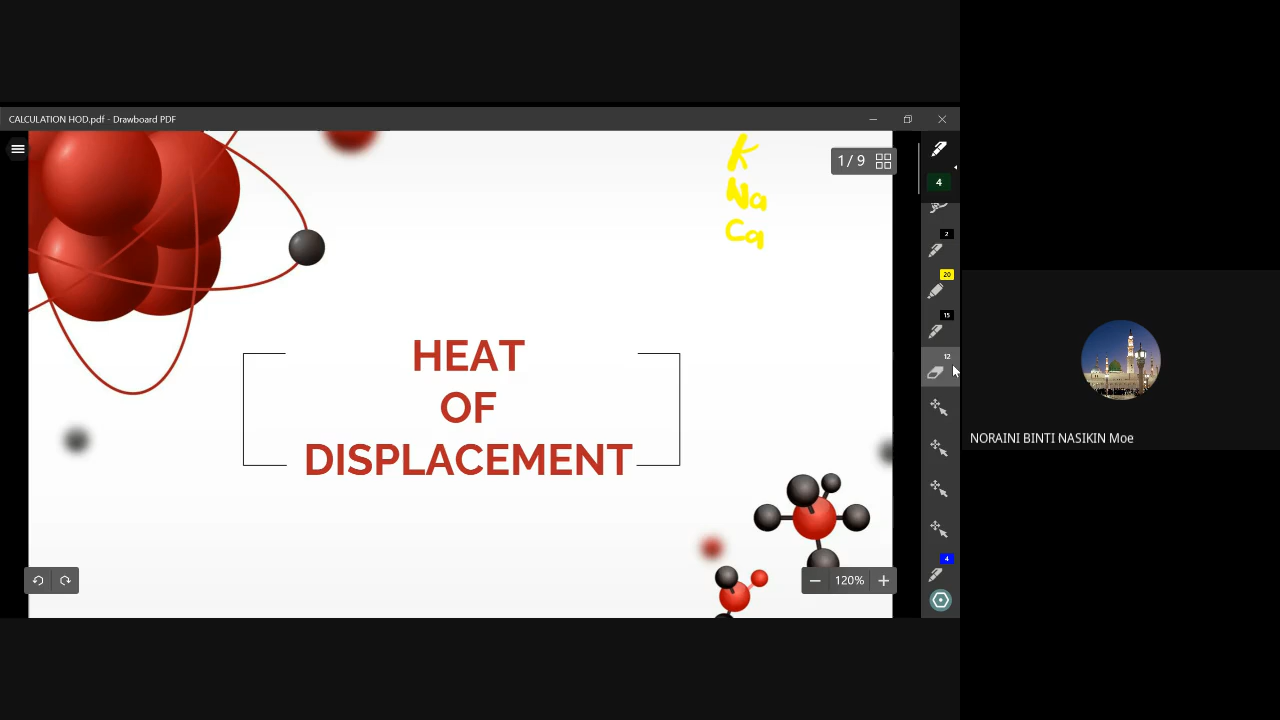 CALCULATION HOD.pdf - Drawboard PDF
K
Na
Ca
1 / 9
4
2
20
15
12
HEAT
OF
DISPLACEMENT
4
120%
NORAINI BINTI NASIKIN Moe